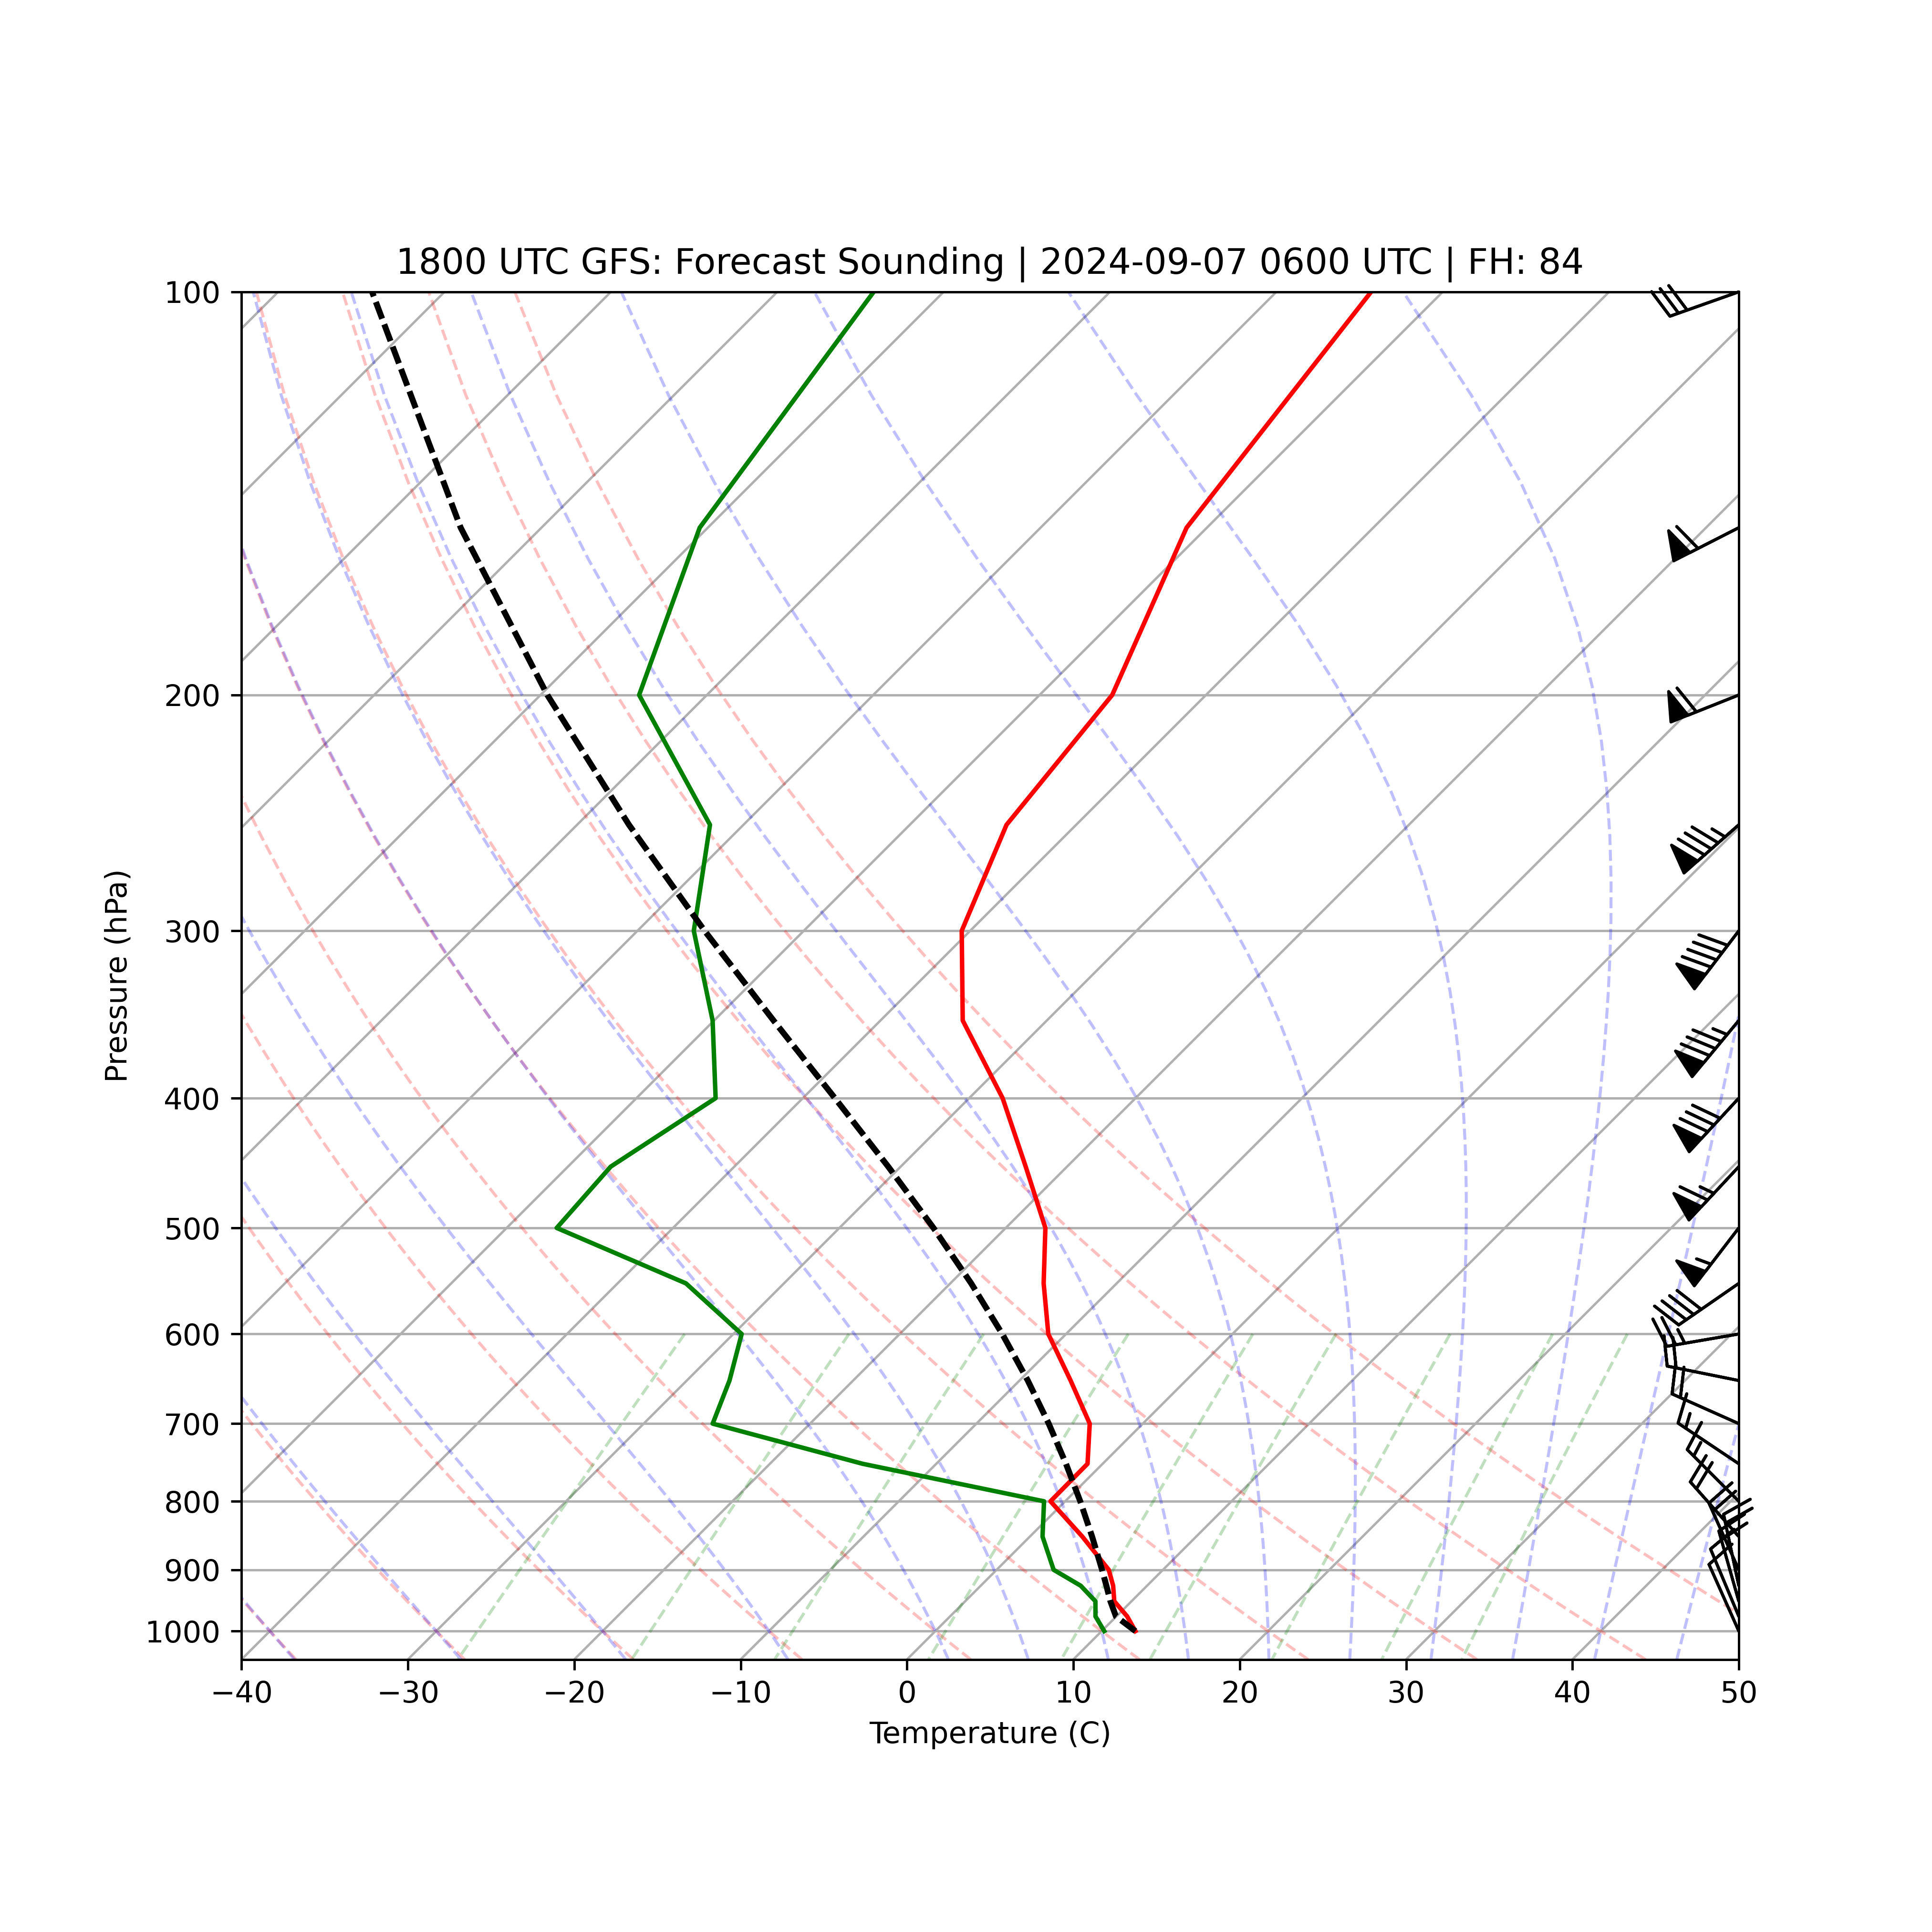 1800 UTC GFS: Forecast Sounding | 2024-09-07 0600 UTC | FH: 84
100
200
300
400
500
600
700
800
900
1000
Pressure (hPa)
−40 −30 −20 −10 0 10 20 30 40 50
Temperature (C)